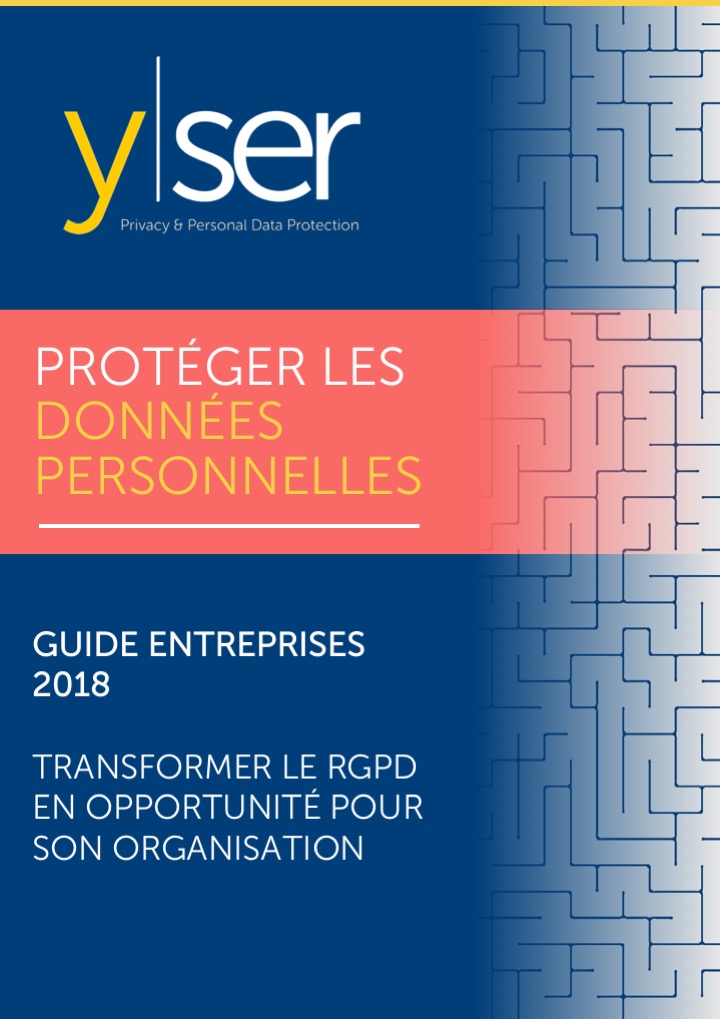 y|ser
Privacy & Personal Data Protection
PROTÉGER LES
DONNÉES
PERSONNELLES
GUIDE ENTREPRISES
2018
TRANSFORMER LE RGPD
EN OPPORTUNITÉ POUR
SON ORGANISATION